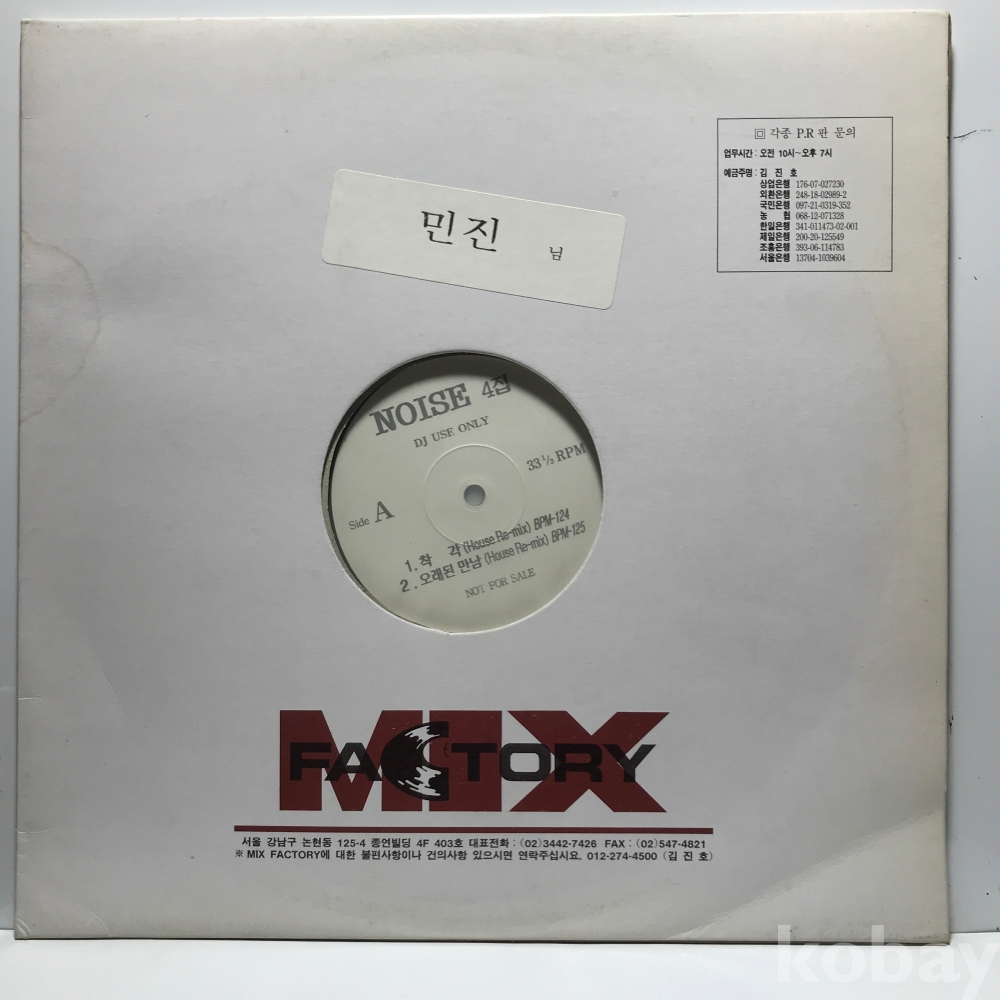 回 각종 P.R 판 문의
업무시간 : 오전 10시~오후 7시
예금주명 : 김 진 호
상업은행 176-07-027230
외환은행 248-18-02989-2
국민은행 097-21-0319-352
농 협 068-12-071328
한일은행 341-011473-02-001
제일은행 200-20-125549
조흥은행 393-06-114783
서울은행 13704-1039604
민진 님
NOISE 4집
DJ USE ONLY
33 1/3 RPM
Side A
1. 착 각 (House Re-mix) BPM-124
2. 오래된 만남 (House Re-mix) BPM-125
NOT FOR SALE
MIX
FACTORY
서울 강남구 논현동 125-4 종연빌딩 4F 403호 대표전화 : (02)3442-7426 FAX : (02)547-4821
※ MIX FACTORY에 대한 불편사항이나 건의사항 있으시면 연락주십시요. 012-274-4500 (김 진 호)
kobay